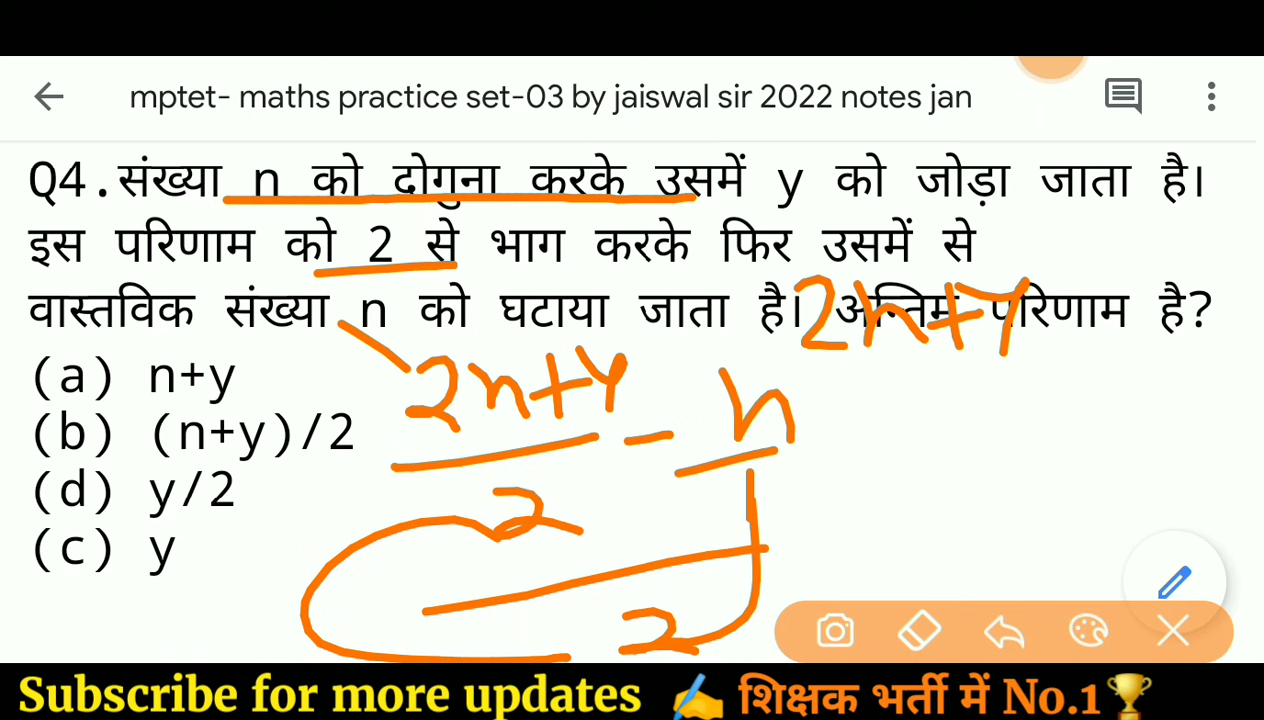 mptet- maths practice set-03 by jaiswal sir 2022 notes jan
Q4.संख्या n को दोगुना करके उसमें y को जोड़ा जाता है।
इस परिणाम को 2 से भाग करके फिर उसमें से
वास्तविक संख्या n को घटाया जाता है। अन्तिम परिणाम है?
2n+y
(a) n+y
2n+y - n
(b) (n+y)/2
(d) y/2
2 1
(c) y
2
Subscribe for more updates ✍ शिक्षक भर्ती में No.1🏆